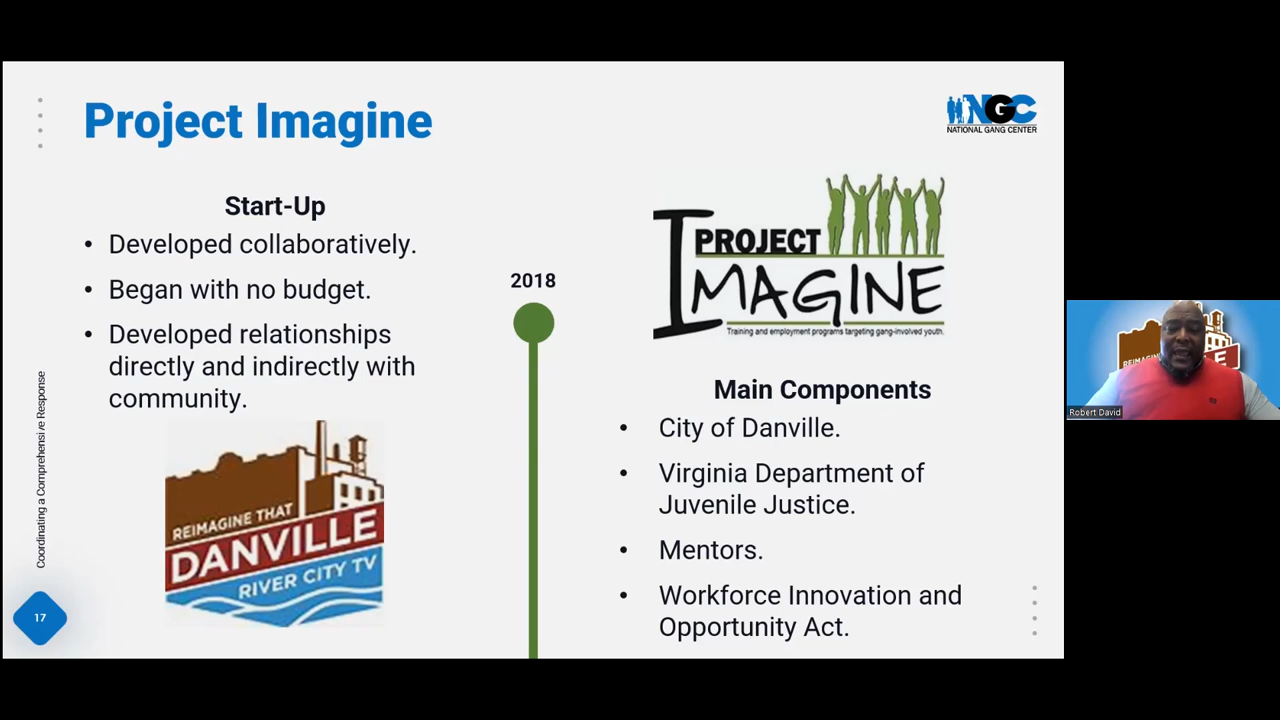 Project Imagine
NGC
NATIONAL GANG CENTER
Start-Up
• Developed collaboratively.
• Began with no budget.
• Developed relationships
directly and indirectly with
community.
REIMAGINE THAT
DANVILLE
RIVER CITY TV
2018
PROJECT
IMAGINE
Training and employment programs targeting gang-involved youth.
Main Components
• City of Danville.
• Virginia Department of
Juvenile Justice.
• Mentors.
• Workforce Innovation and
Opportunity Act.
Coordinating a Comprehensive Response
17
Robert David